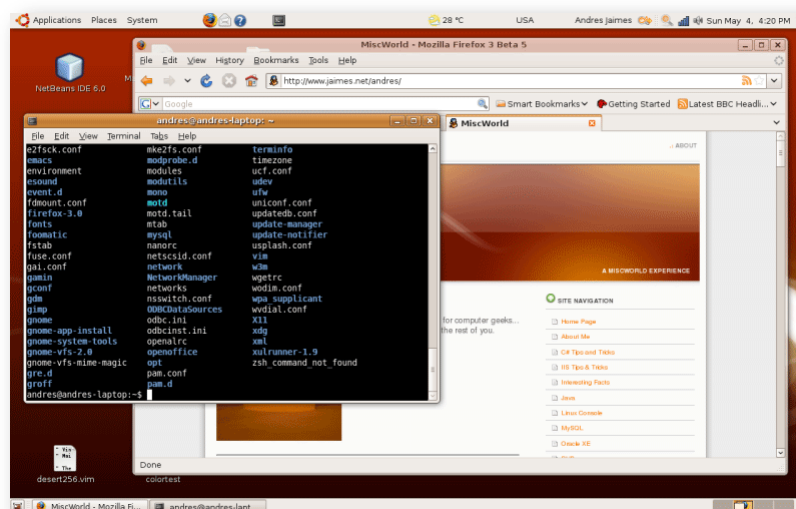 Applications Places System 28 °C USA Andres Jaimes Sun May 4, 4:20 PM
MiscWorld - Mozilla Firefox 3 Beta 5
File Edit View History Bookmarks Tools Help
http://www.jaimes.net/andres/
Google Smart Bookmarks Getting Started Latest BBC Headli...
MiscWorld
NetBeans IDE 6.0
andres@andres-laptop: ~
File Edit View Terminal Tabs Help
e2fsck.conf mke2fs.conf terminfo
emacs modprobe.d timezone
environment modules ucf.conf
esound modutils udev
event.d mono ufw
fdmount.conf motd uniconf.conf
firefox-3.0 motd.tail updatedb.conf
fonts mtab update-manager
foomatic mysql update-notifier
fstab nanorc usplash.conf
fuse.conf netscsid.conf vim
gai.conf network w3m
gamin NetworkManager wgetrc
gconf networks wodim.conf
gdm nsswitch.conf wpa_supplicant
gimp ODBCDataSources wvdial.conf
gnome odbc.ini X11
gnome-app-install odbcinst.ini xdg
gnome-system-tools openalrc xml
gnome-vfs-2.0 openoffice xulrunner-1.9
gnome-vfs-mime-magic opt zsh_command_not_found
gre.d pam.conf
groff pam.d
andres@andres-laptop:~$
ABOUT
A MISCWORLD EXPERIENCE
for computer geeks...
the rest of you.
SITE NAVIGATION
Home Page
About Me
C# Tips and Tricks
IIS Tips & Tricks
Interesting Facts
Java
Linux Console
MySQL
Oracle XE
Done
desert256.vim
colortest
MiscWorld - Mozilla Fi...
andres@andres-lapt...